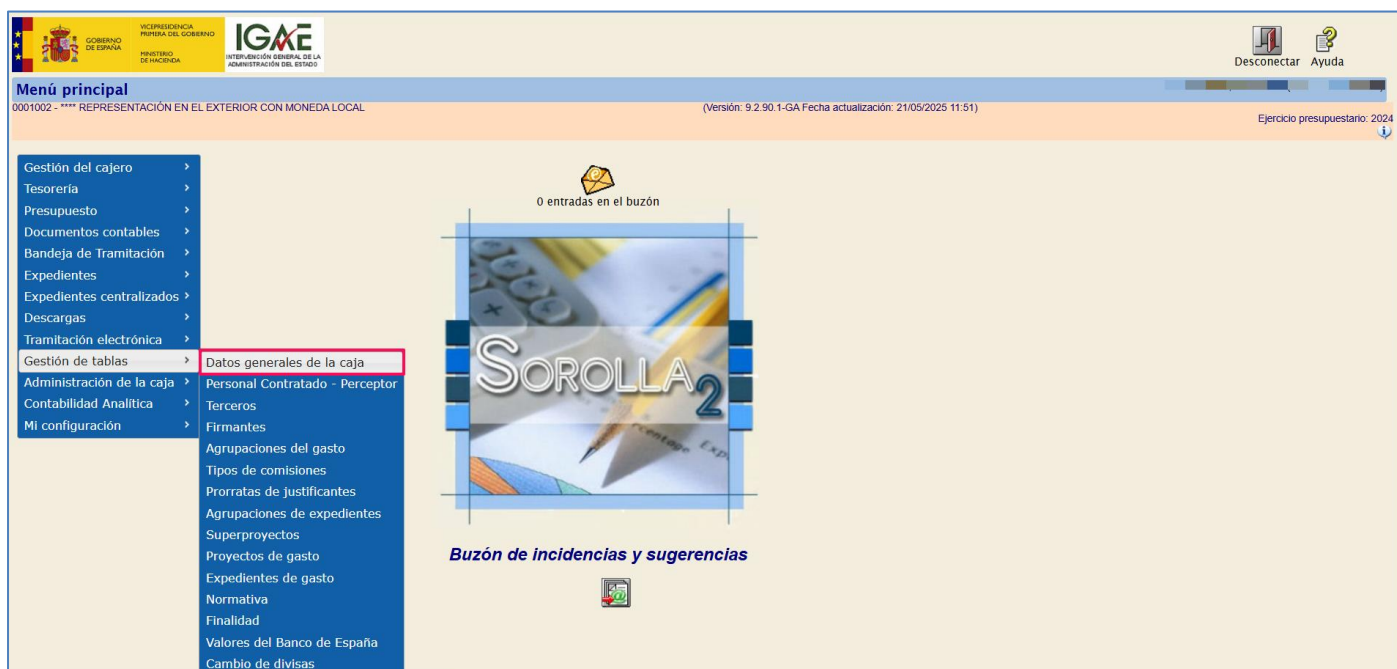 GOBIERNO
DE ESPAÑA
VICEPRESIDENCIA
PRIMERA DEL GOBIERNO
MINISTERIO
DE HACIENDA
IGAE
INTERVENCIÓN GENERAL DE LA
ADMINISTRACIÓN DEL ESTADO
Desconectar Ayuda
Menú principal
0001002 - **** REPRESENTACIÓN EN EL EXTERIOR CON MONEDA LOCAL
(Versión: 9.2.90.1-GA Fecha actualización: 21/05/2025 11:51)
Ejercicio presupuestario: 2024
Gestión del cajero
Tesorería
Presupuesto
Documentos contables
Bandeja de Tramitación
Expedientes
Expedientes centralizados
Descargas
Tramitación electrónica
Gestión de tablas
Administración de la caja
Contabilidad Analítica
Mi configuración
Datos generales de la caja
Personal Contratado - Perceptor
Terceros
Firmantes
Agrupaciones del gasto
Tipos de comisiones
Prorratas de justificantes
Agrupaciones de expedientes
Superproyectos
Proyectos de gasto
Expedientes de gasto
Normativa
Finalidad
Valores del Banco de España
Cambio de divisas
0 entradas en el buzón
SOROLLA2
Buzón de incidencias y sugerencias